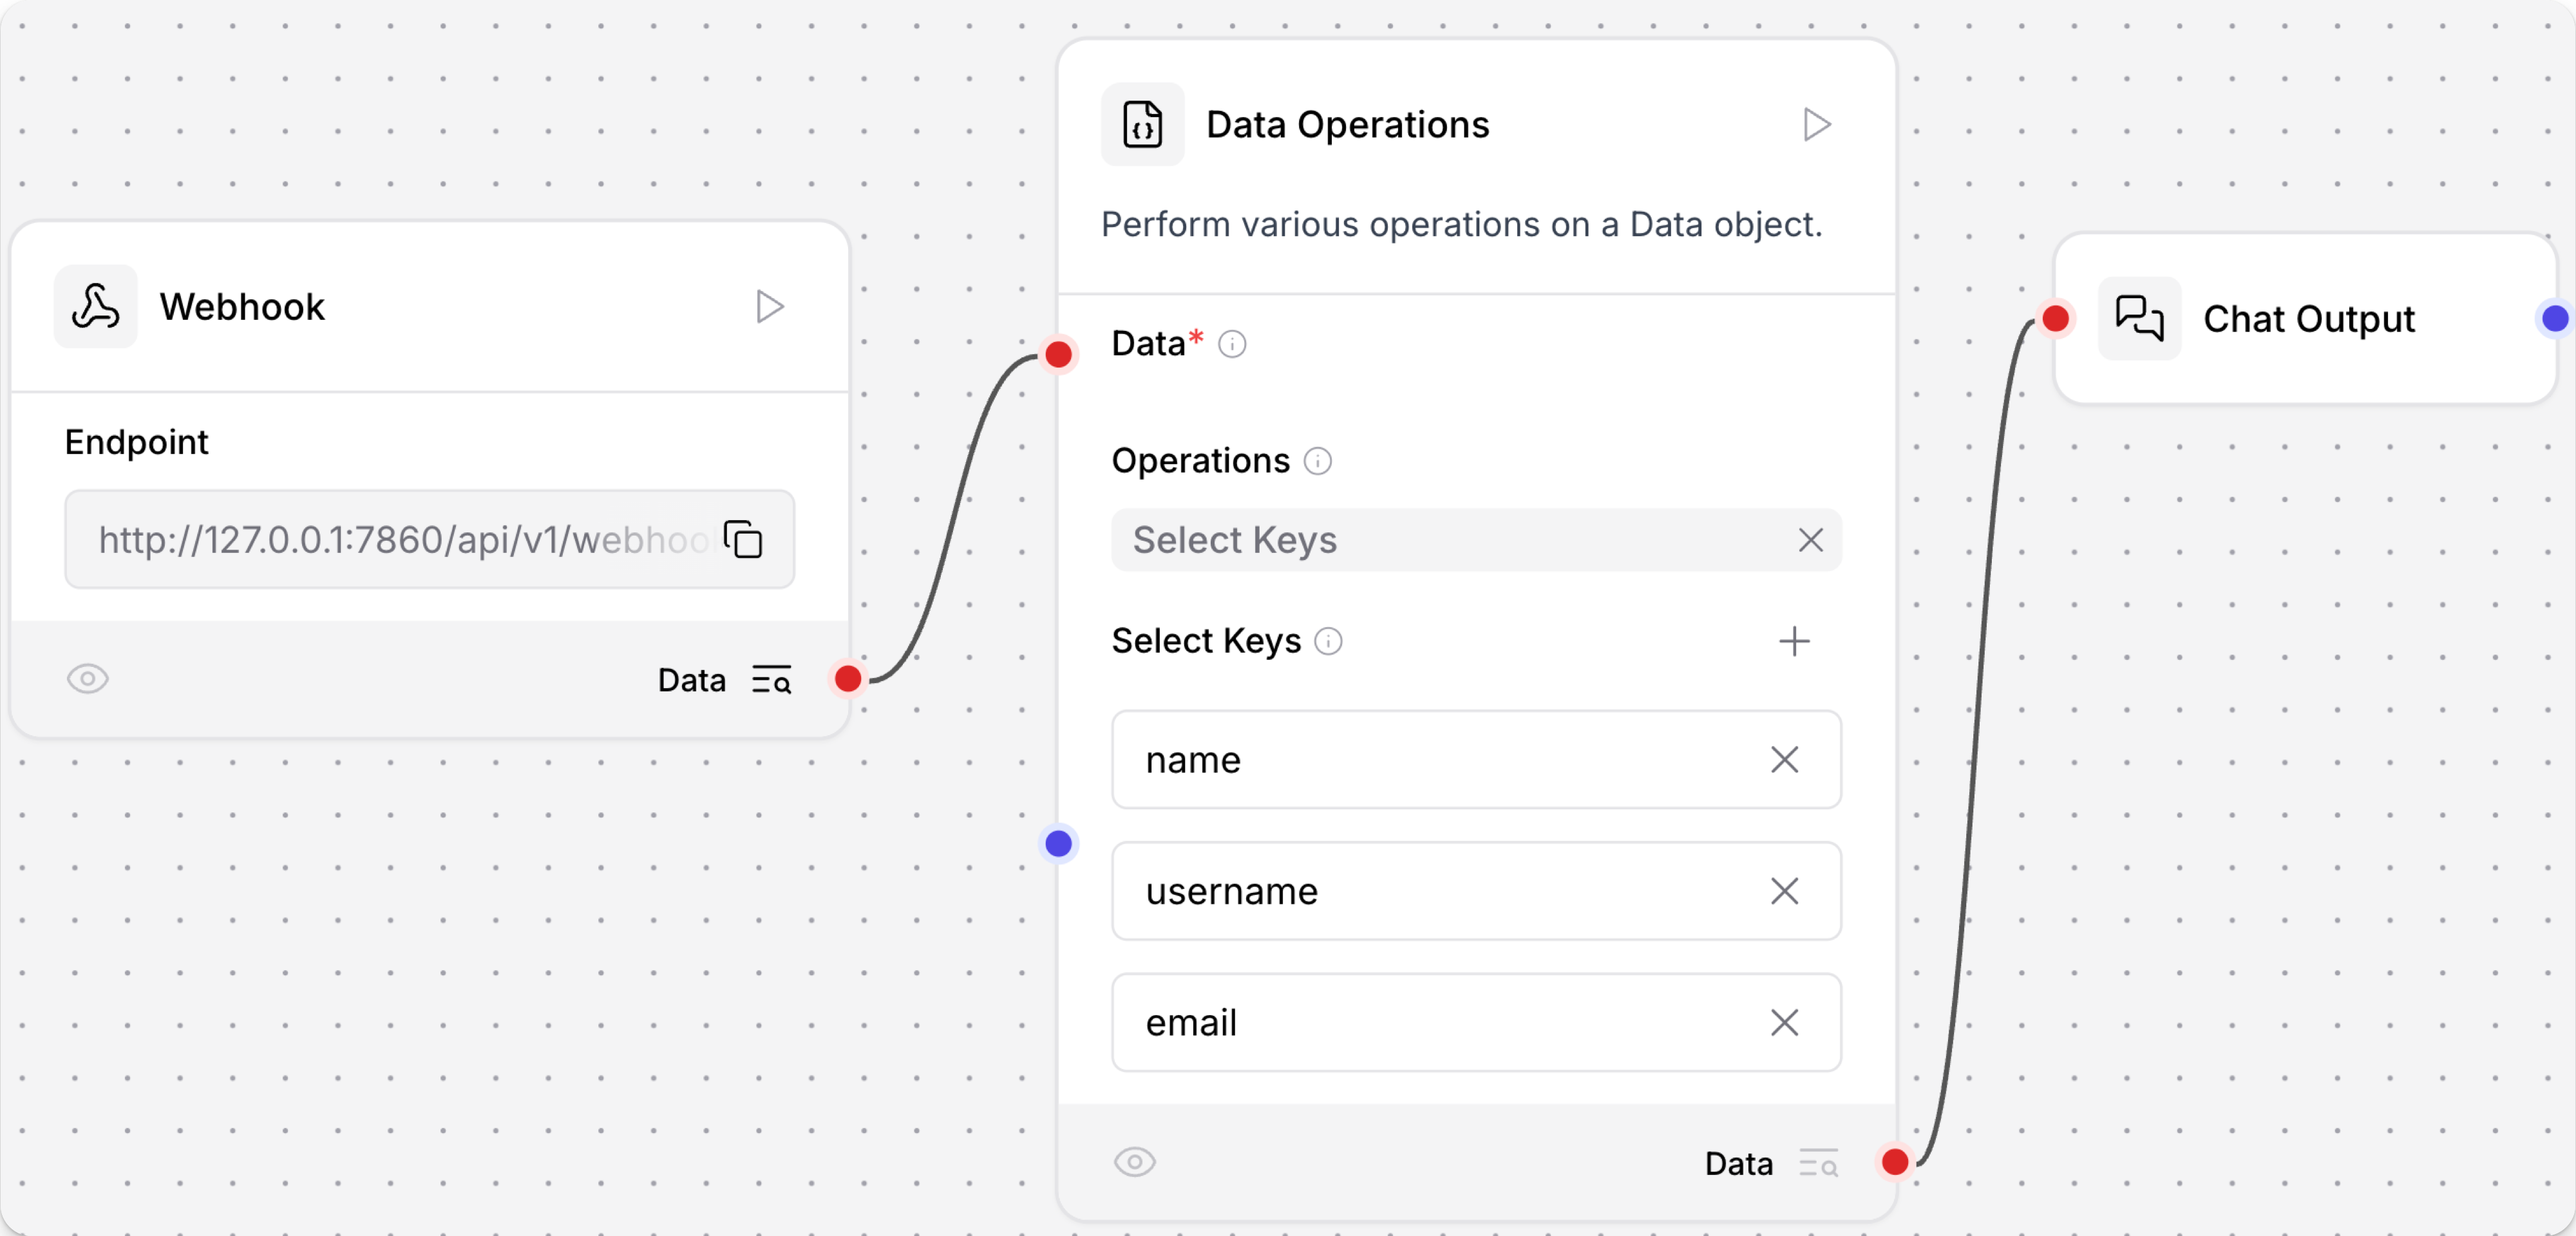 Webhook
Endpoint
http://127.0.0.1:7860/api/v1/webhoo
Data
Data Operations
Perform various operations on a Data object.
Data*
Operations
Select Keys
Select Keys
name
username
email
Data
Chat Output